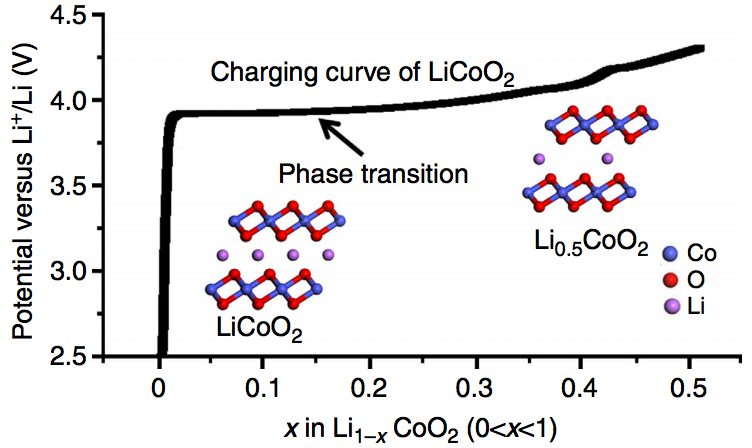 4.5
4.0
3.5
3.0
2.5
Potential versus Li⁺/Li (V)
Charging curve of LiCoO₂
Phase transition
LiCoO₂
Li₀.₅CoO₂
Co
O
Li
0
0.1
0.2
0.3
0.4
0.5
x in Li₁₋ₓ CoO₂ (0<x<1)